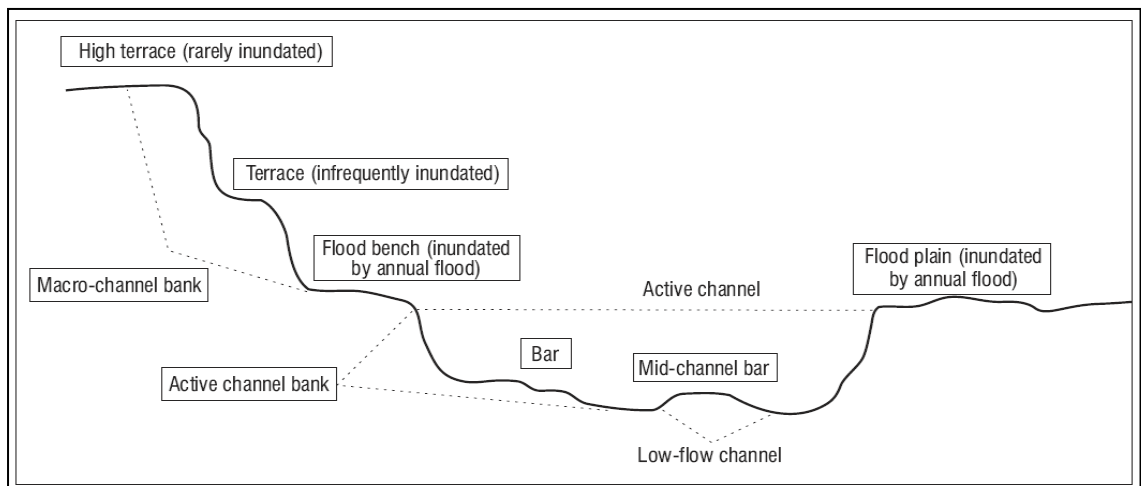 High terrace (rarely inundated)
Terrace (infrequently inundated)
Flood bench (inundated
by annual flood)
Flood plain (inundated
by annual flood)
Macro-channel bank
Active channel
Bar
Mid-channel bar
Active channel bank
Low-flow channel